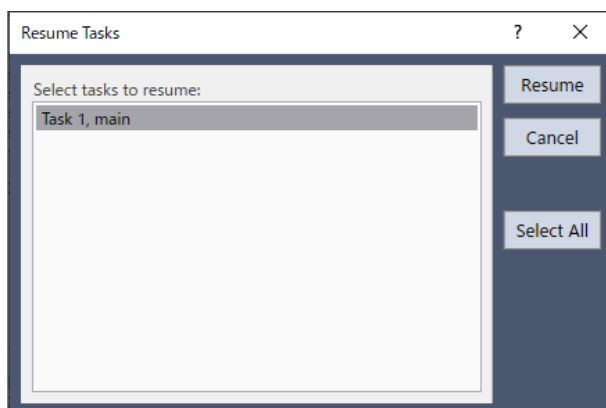 Resume Tasks
?
Select tasks to resume:
Task 1, main
Resume
Cancel
Select All